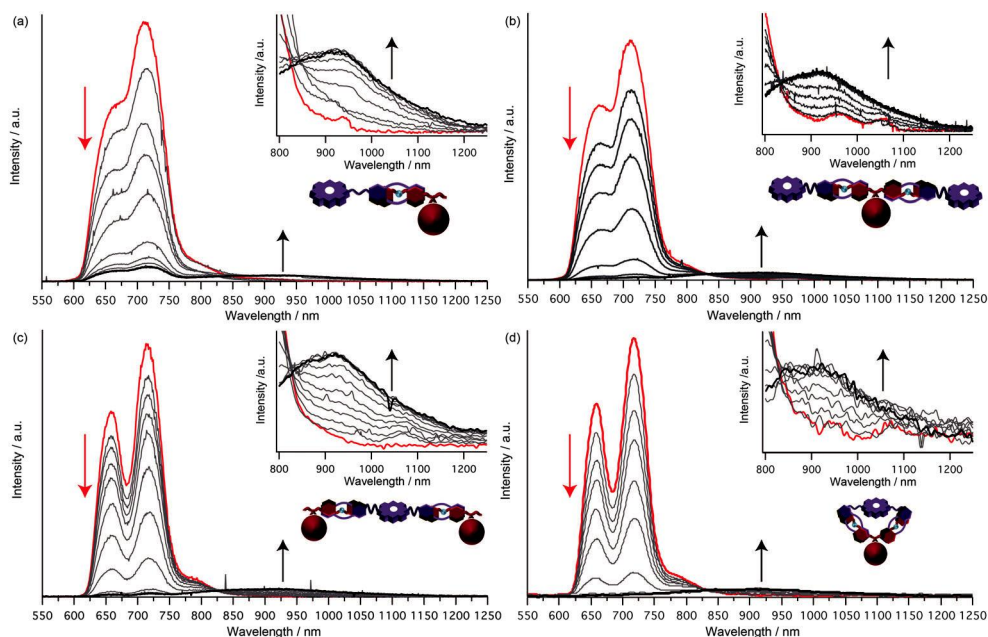 (a)
Intensity / a.u.
550 600 650 700 750 800 850 900 950 1000 1050 1100 1150 1200 1250
Wavelength / nm
Intensity /a.u.
800 900 1000 1100 1200
Wavelength / nm
(b)
Intensity / a.u.
550 600 650 700 750 800 850 900 950 1000 1050 1100 1150 1200 1250
Wavelength / nm
Intensity /a.u.
800 900 1000 1100 1200
Wavelength / nm
(c)
Intensity / a.u.
550 600 650 700 750 800 850 900 950 1000 1050 1100 1150 1200 1250
Wavelength / nm
Intensity /a.u.
800 900 1000 1100 1200
Wavelength / nm
(d)
Intensity / a.u.
550 600 650 700 750 800 850 900 950 1000 1050 1100 1150 1200 1250
Wavelength / nm
Intensity /a.u.
800 900 1000 1100 1200
Wavelength / nm